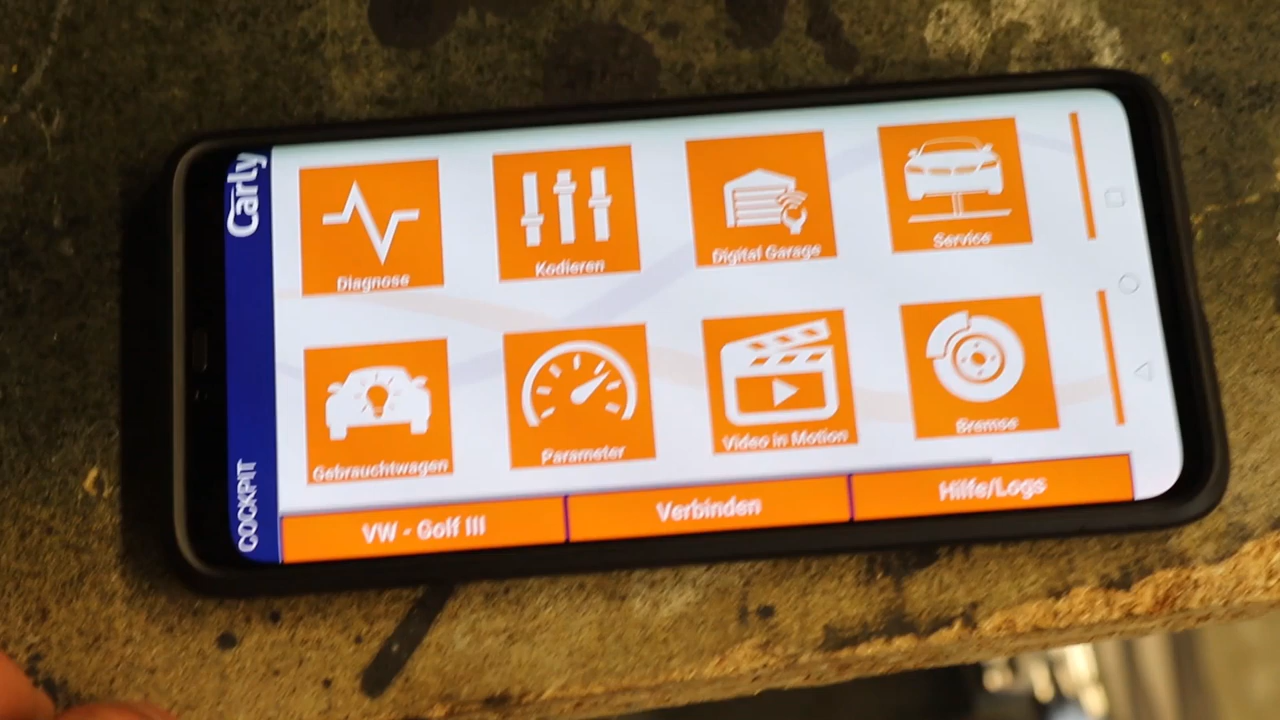 Carly
COCKPIT
Diagnose
Kodieren
Digital Garage
Service
Gebrauchtwagen
Parameter
Video in Motion
Bremse
VW - Golf III
Verbinden
Hilfe/Logs